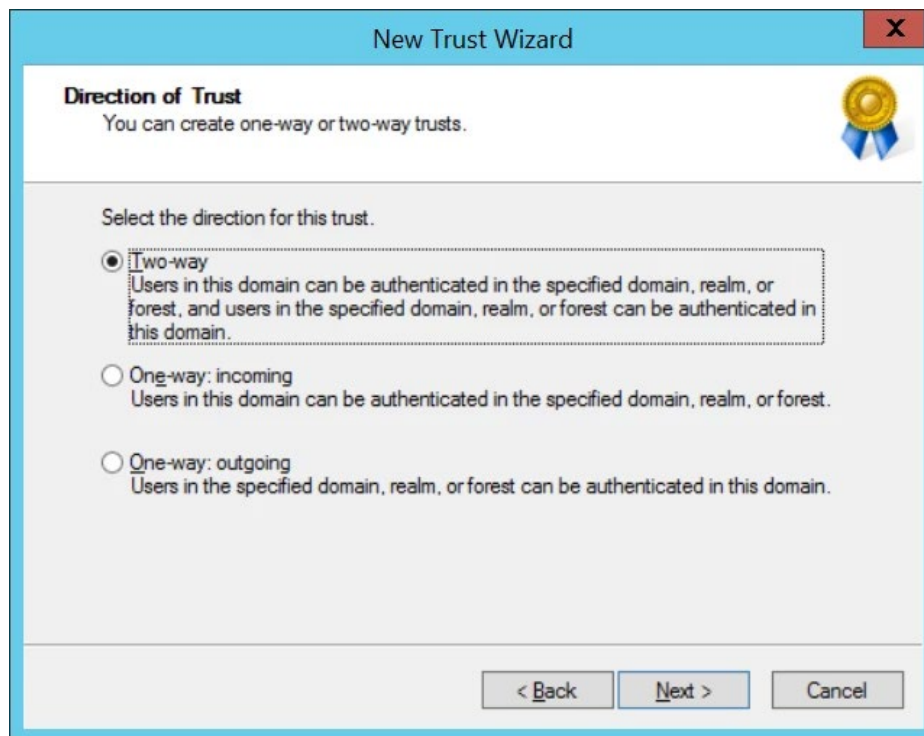 New Trust Wizard
X
Direction of Trust
You can create one-way or two-way trusts.
Select the direction for this trust.
Two-way
Users in this domain can be authenticated in the specified domain, realm, or
forest, and users in the specified domain, realm, or forest can be authenticated in
this domain.
One-way: incoming
Users in this domain can be authenticated in the specified domain, realm, or forest.
One-way: outgoing
Users in the specified domain, realm, or forest can be authenticated in this domain.
< Back
Next >
Cancel